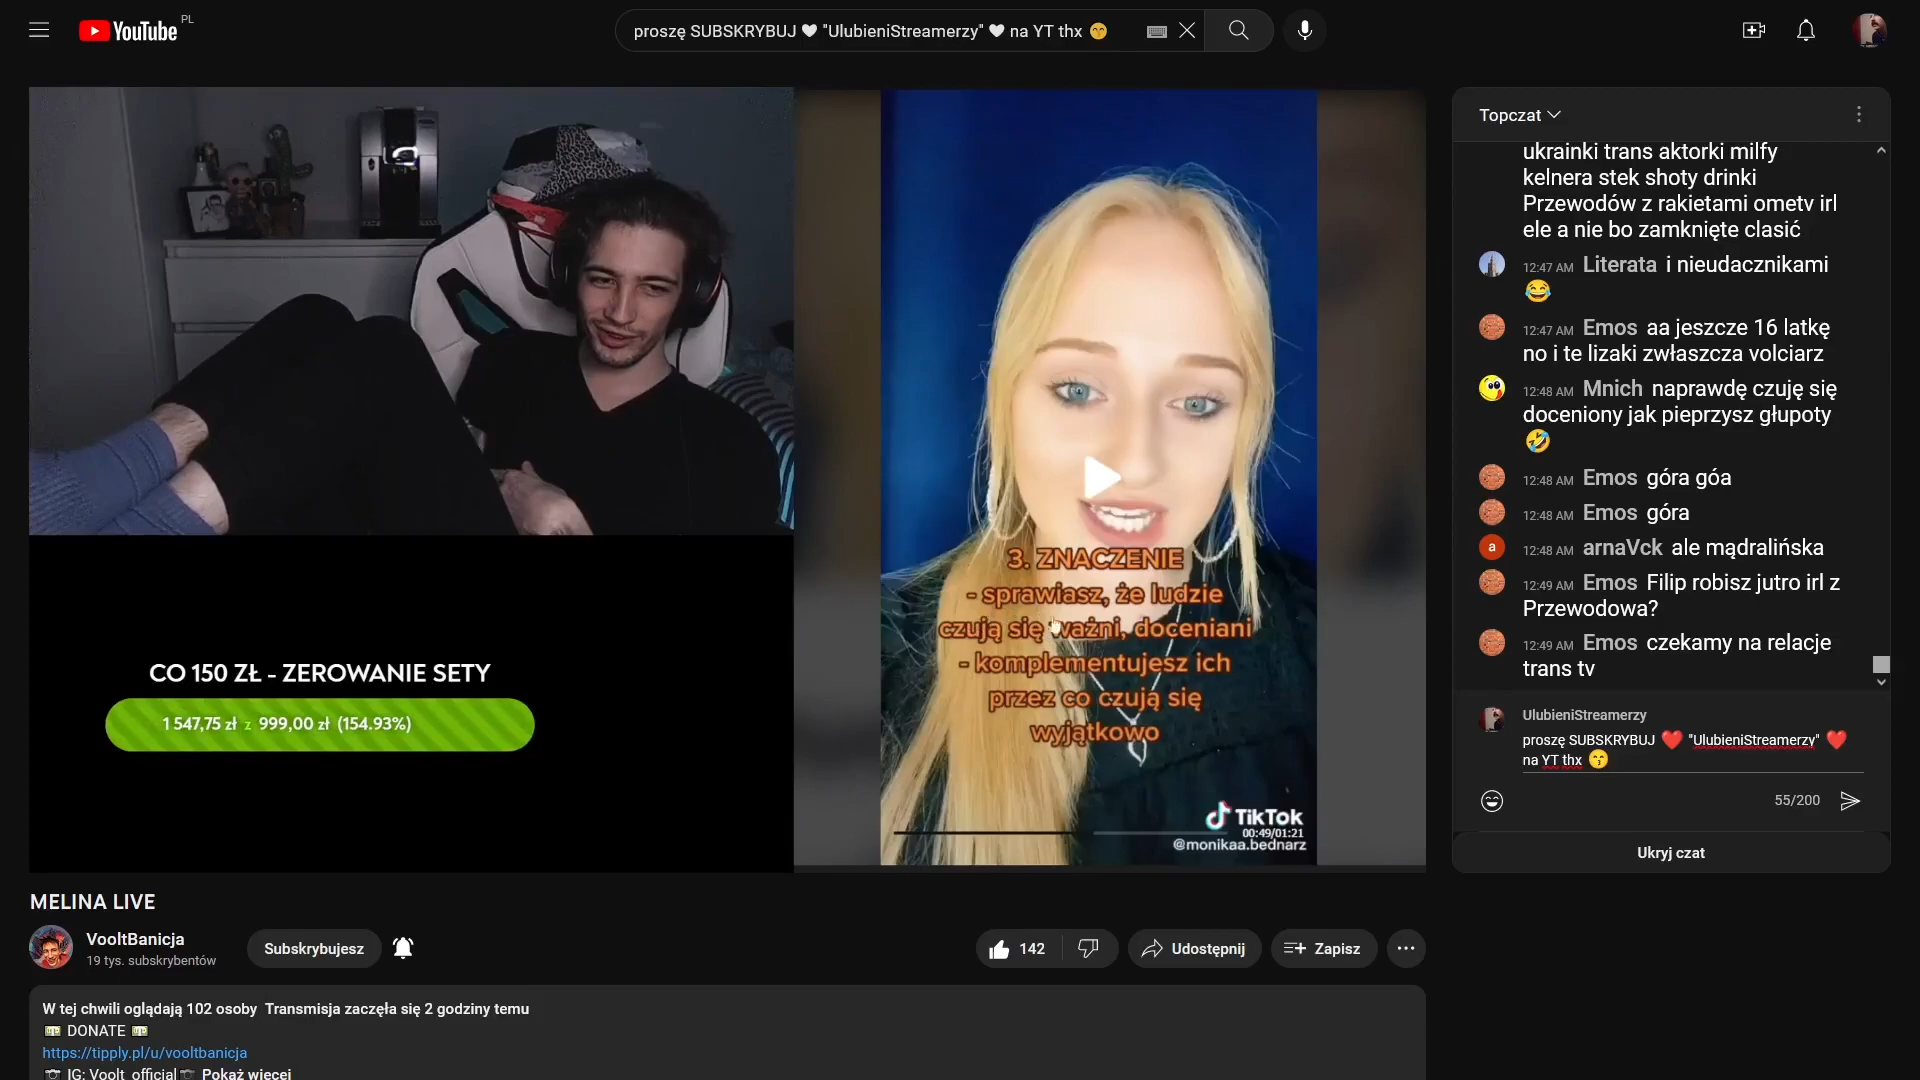 YouTube PL
proszę SUBSKRYBUJ 🤍 "UlubieniStreamerzy" 🤍 na YT thx 😙
CO 150 ZŁ - ZEROWANIE SETY
1 547,75 zł z 999,00 zł (154.93%)
3. ZNACZENIE
- sprawiasz, że ludzie
czują się ważni, doceniani
- komplementujesz ich
przez co czują się
wyjątkowo
TikTok
00:49/01:21
@monikaa.bednarz
MELINA LIVE
VooltBanicja
19 tys. subskrybentów
Subskrybujesz
142
Udostępnij
Zapisz
W tej chwili oglądają 102 osoby Transmisja zaczęła się 2 godziny temu
💵 DONATE 💵
https://tipply.pl/u/vooltbanicja
📷 IG: Voolt_official📷 Pokaż więcej
Topczat
ukrainki trans aktorki milfy
kelnera stek shoty drinki
Przewodów z rakietami ometv irl
ele a nie bo zamknięte clasić
12:47 AM Literata i nieudacznikami
😂
12:47 AM Emos aa jeszcze 16 latkę
no i te lizaki zwłaszcza volciarz
12:48 AM Mnich naprawdę czuję się
doceniony jak pieprzysz głupoty
🤣
12:48 AM Emos góra góa
12:48 AM Emos góra
a 12:48 AM arnaVck ale mądralińska
12:49 AM Emos Filip robisz jutro irl z
Przewodowa?
12:49 AM Emos czekamy na relacje
trans tv
UlubieniStreamerzy
proszę SUBSKRYBUJ ❤️ "UlubieniStreamerzy" ❤️
na YT thx 😙
55/200
Ukryj czat